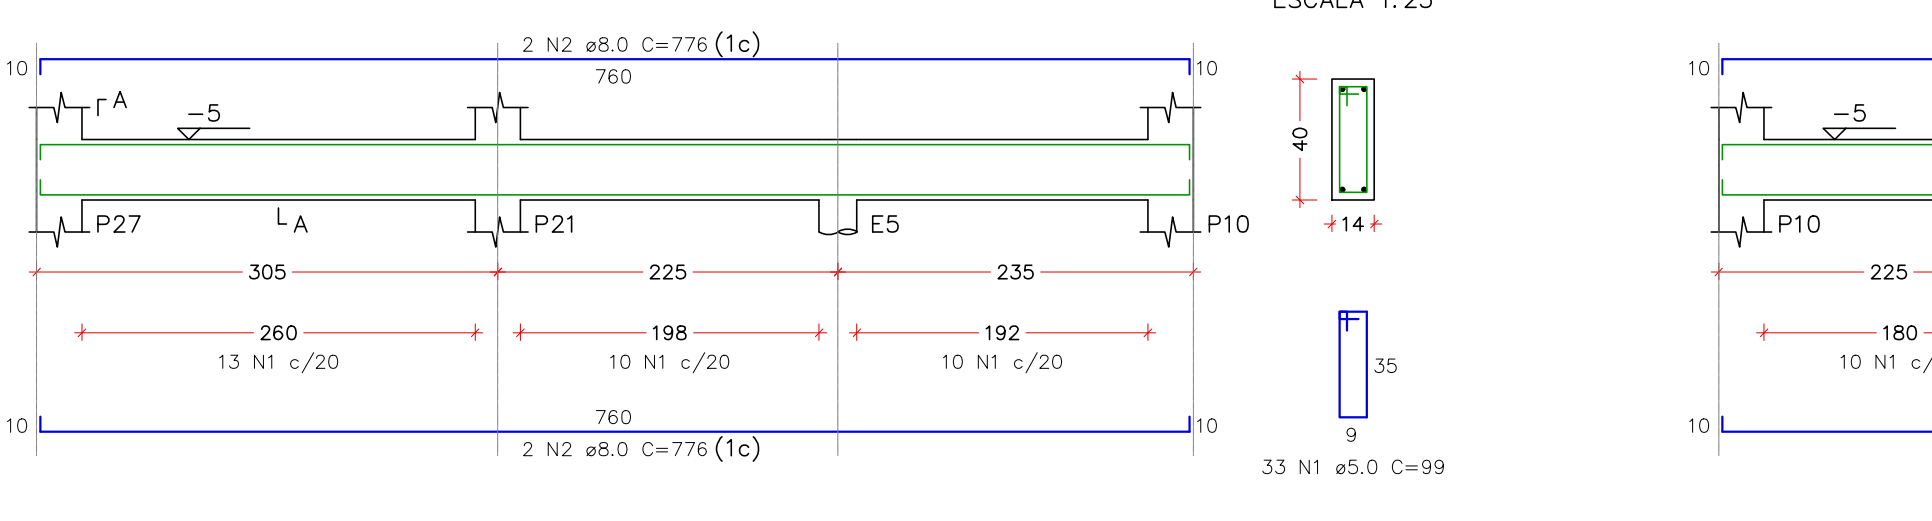 ESCALA 1:25
2 N2 ø8.0 C=776 (1c)
10
760
10
10
A
-5
40
-5
P27
A
P21
E5
P10
14
P10
305
225
235
225
260
198
192
180
13 N1 c/20
10 N1 c/20
10 N1 c/20
35
10 N1 c/
10
760
10
10
2 N2 ø8.0 C=776 (1c)
9
33 N1 ø5.0 C=99